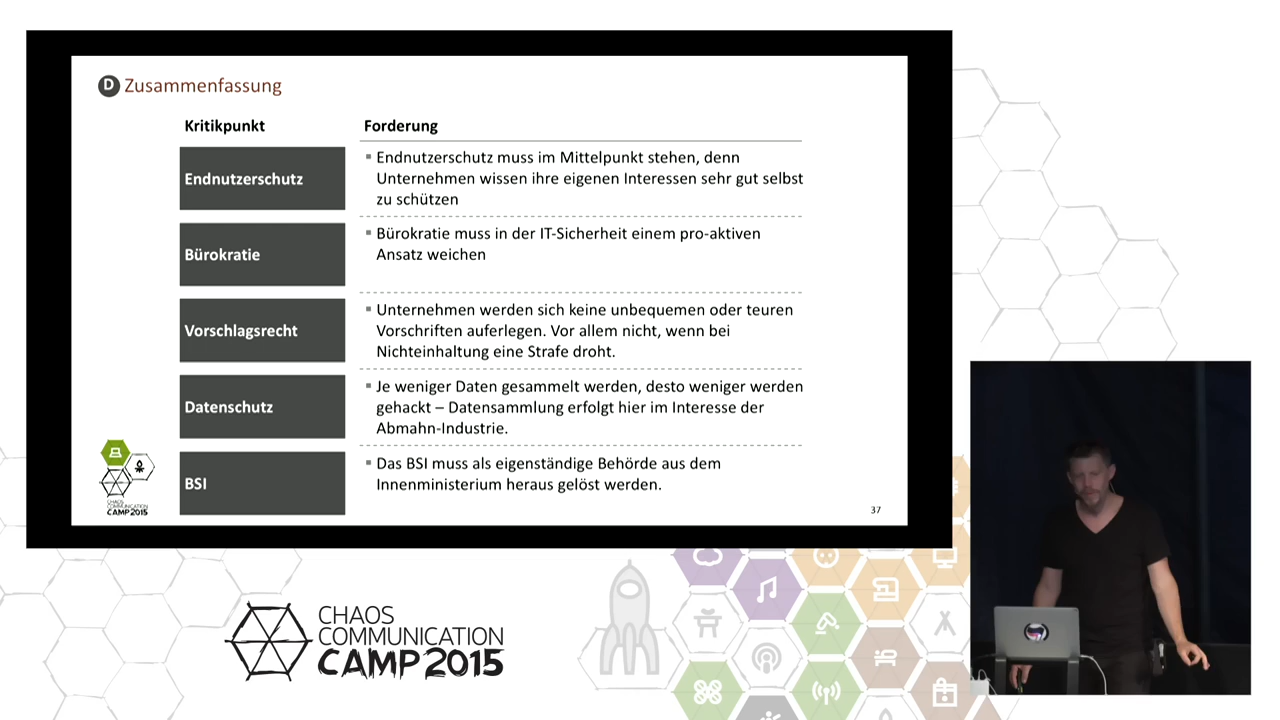 D Zusammenfassung
Kritikpunkt
Forderung
Endnutzerschutz
▪ Endnutzerschutz muss im Mittelpunkt stehen, denn
Unternehmen wissen ihre eigenen Interessen sehr gut selbst
zu schützen
Bürokratie
▪ Bürokratie muss in der IT-Sicherheit einem pro-aktiven
Ansatz weichen
Vorschlagsrecht
▪ Unternehmen werden sich keine unbequemen oder teuren
Vorschriften auferlegen. Vor allem nicht, wenn bei
Nichteinhaltung eine Strafe droht.
Datenschutz
▪ Je weniger Daten gesammelt werden, desto weniger werden
gehackt – Datensammlung erfolgt hier im Interesse der
Abmahn-Industrie.
BSI
▪ Das BSI muss als eigenständige Behörde aus dem
Innenministerium heraus gelöst werden.
CHAOS
COMMUNICATION
CAMP 2015
37
CHAOS
COMMUNICATION
CAMP 2015